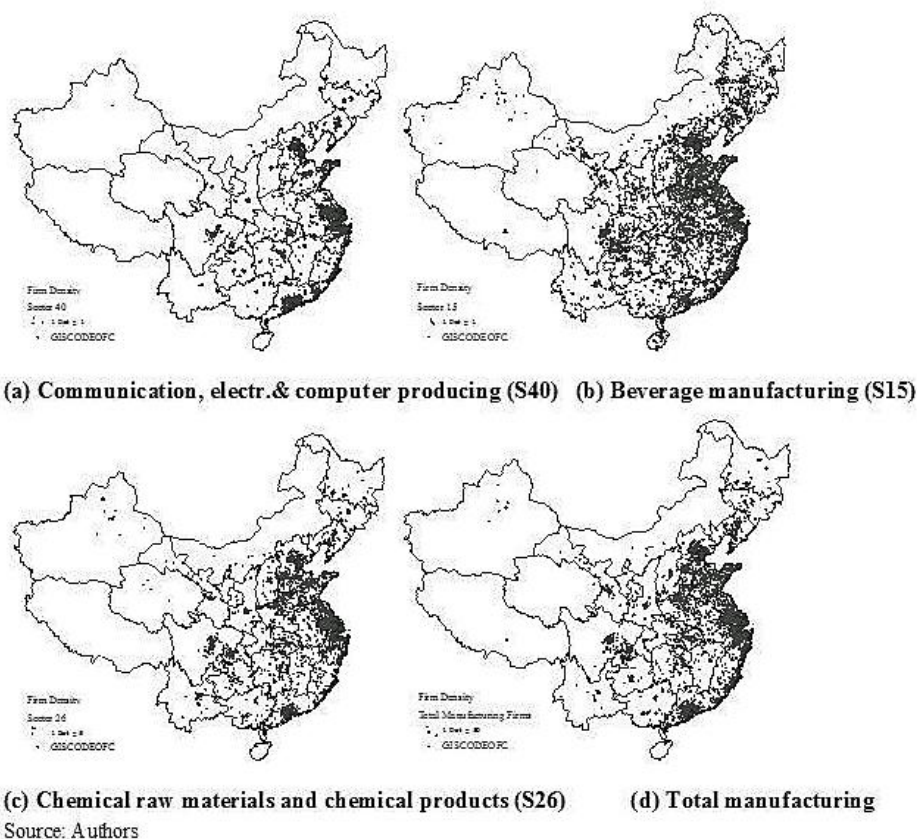 Firm Density
Sector 40
GISCODEOFC
Firm Density
Sector 15
GISCODEOFC
(a) Communication, electr.& computer producing (S40) (b) Beverage manufacturing (S15)
Firm Density
Sector 26
GISCODEOFC
Firm Density
Total Manufacturing Firms
GISCODEOFC
(c) Chemical raw materials and chemical products (S26) (d) Total manufacturing
Source: Authors